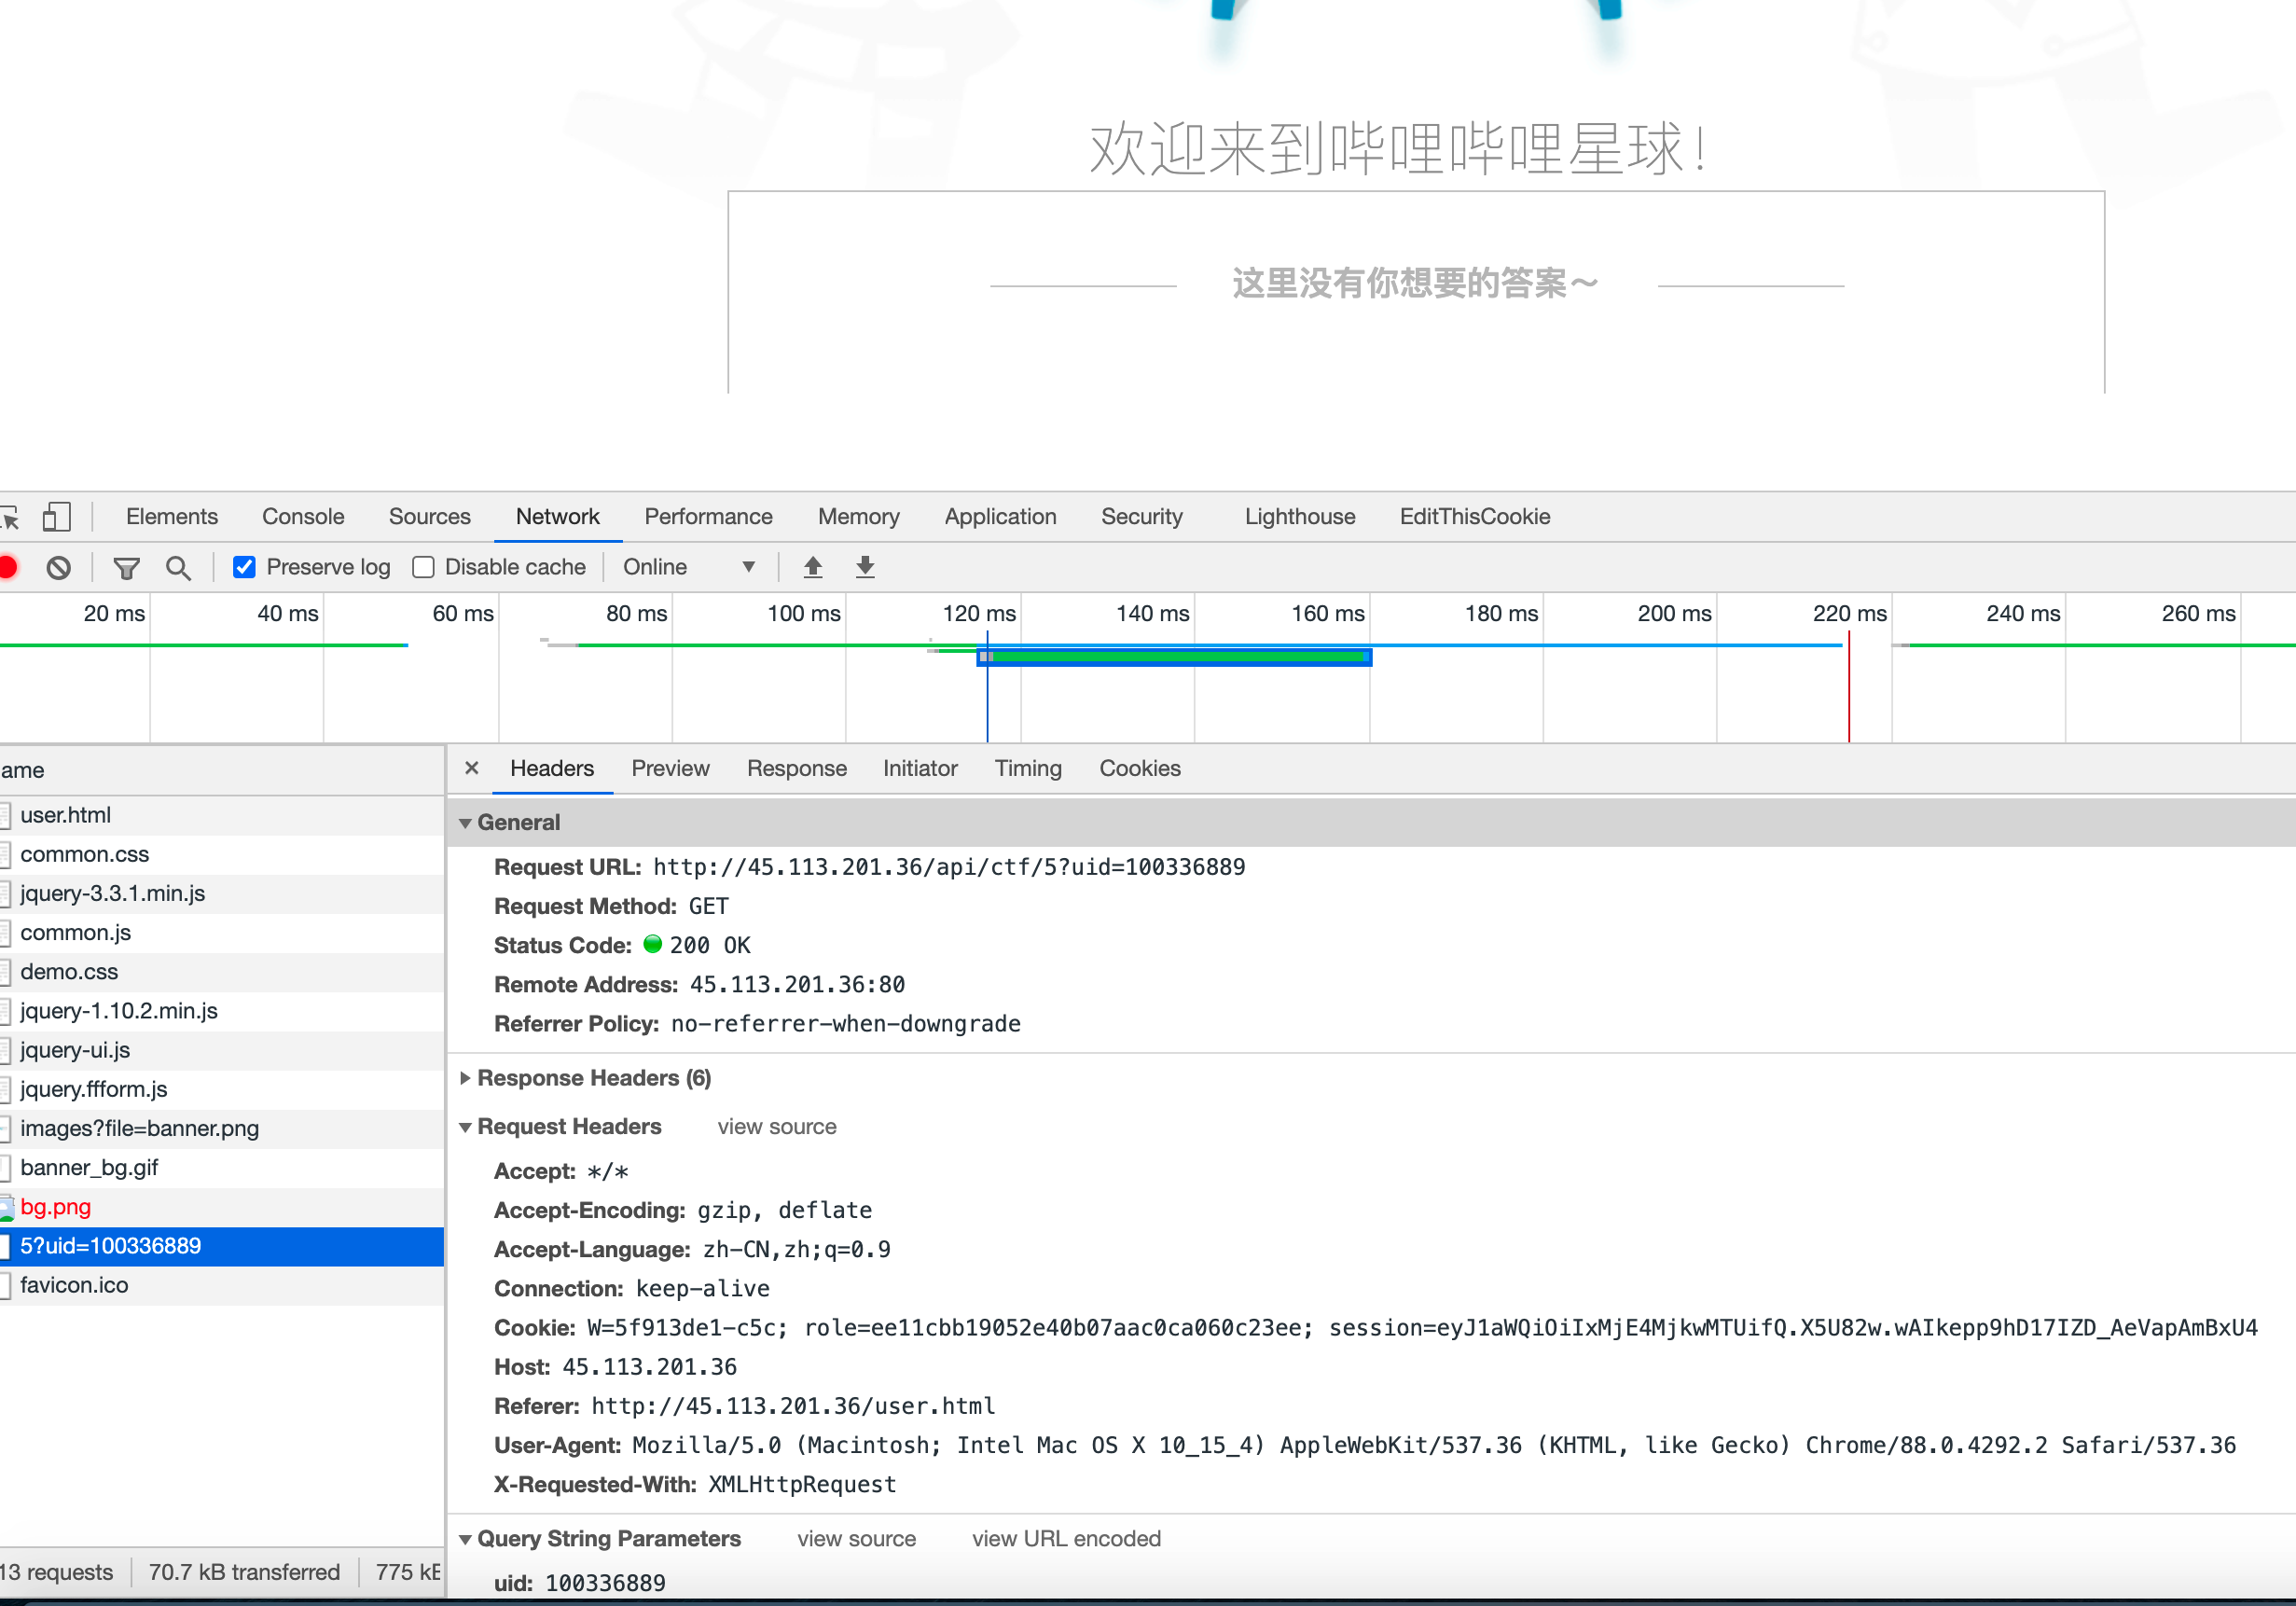 欢迎来到哔哩哔哩星球!
这里没有你想要的答案～
Elements Console Sources Network Performance Memory Application Security Lighthouse EditThisCookie
Preserve log Disable cache Online
20 ms 40 ms 60 ms 80 ms 100 ms 120 ms 140 ms 160 ms 180 ms 200 ms 220 ms 240 ms 260 ms
ame
user.html
common.css
jquery-3.3.1.min.js
common.js
demo.css
jquery-1.10.2.min.js
jquery-ui.js
jquery.ffform.js
images?file=banner.png
banner_bg.gif
bg.png
5?uid=100336889
favicon.ico
13 requests 70.7 kB transferred 775 kE
× Headers Preview Response Initiator Timing Cookies
General
Request URL: http://45.113.201.36/api/ctf/5?uid=100336889
Request Method: GET
Status Code: 200 OK
Remote Address: 45.113.201.36:80
Referrer Policy: no-referrer-when-downgrade
Response Headers (6)
Request Headers view source
Accept: */*
Accept-Encoding: gzip, deflate
Accept-Language: zh-CN,zh;q=0.9
Connection: keep-alive
Cookie: W=5f913de1-c5c; role=ee11cbb19052e40b07aac0ca060c23ee; session=eyJ1aWQiOiIxMjE4MjkwMTUifQ.X5U82w.wAIkepp9hD17IZD_AeVapAmBxU4
Host: 45.113.201.36
Referer: http://45.113.201.36/user.html
User-Agent: Mozilla/5.0 (Macintosh; Intel Mac OS X 10_15_4) AppleWebKit/537.36 (KHTML, like Gecko) Chrome/88.0.4292.2 Safari/537.36
X-Requested-With: XMLHttpRequest
Query String Parameters view source view URL encoded
uid: 100336889